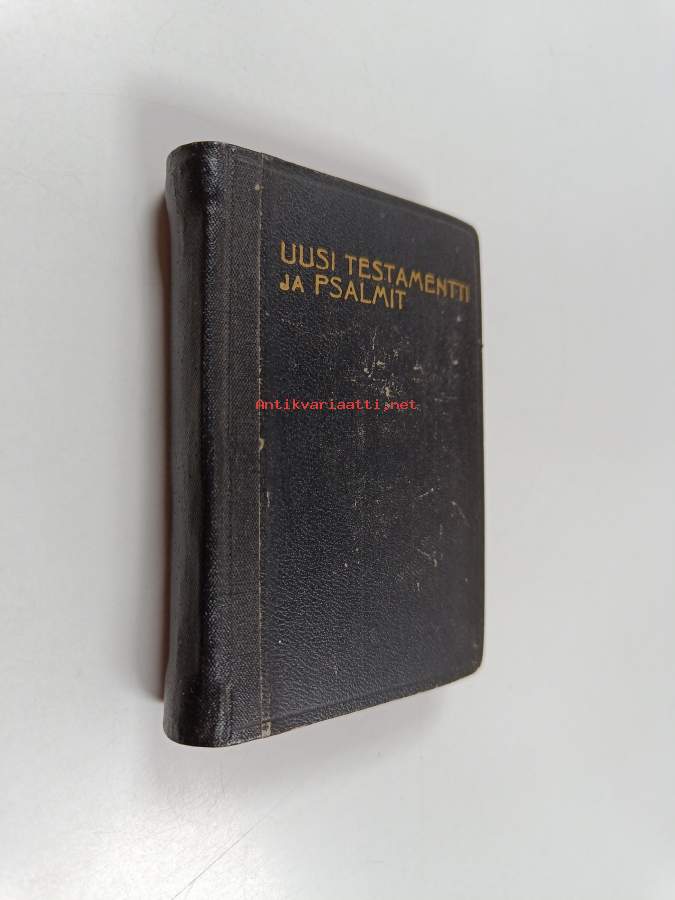 UUSI TESTAMENTTI
JA PSALMIT
Antikvariaatti.net